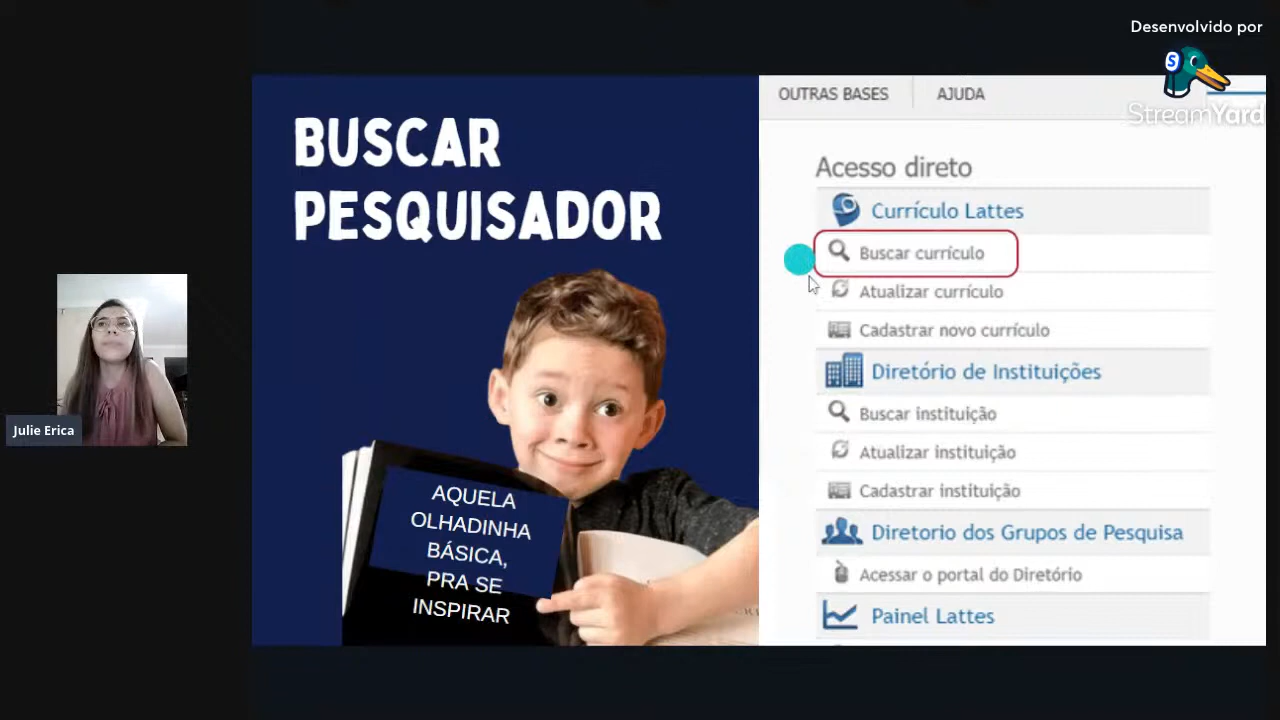 Desenvolvido por
S
StreamYard
OUTRAS BASES
AJUDA
BUSCAR
PESQUISADOR
Acesso direto
Currículo Lattes
Buscar currículo
Atualizar currículo
Cadastrar novo currículo
Diretório de Instituições
Buscar instituição
Atualizar instituição
Cadastrar instituição
Diretorio dos Grupos de Pesquisa
Acessar o portal do Diretório
Painel Lattes
AQUELA
OLHADINHA
BÁSICA,
PRA SE
INSPIRAR
Julie Erica